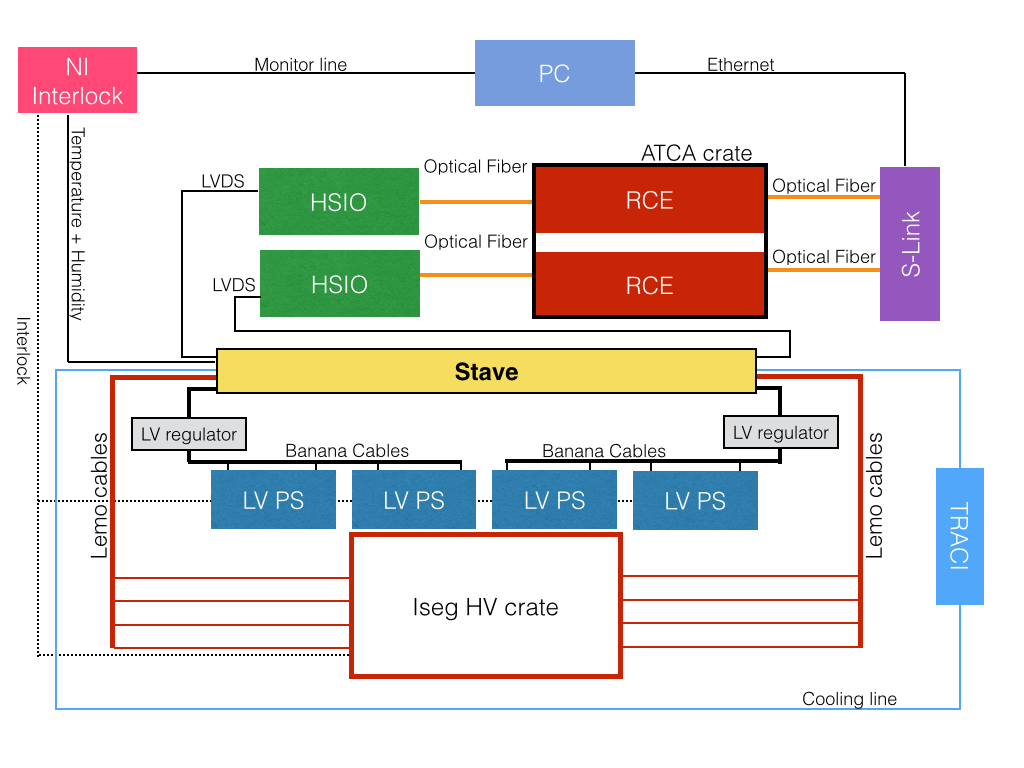 NI
Interlock
Monitor line
PC
Ethernet
Temperature + Humidity
Interlock
LVDS
HSIO
Optical Fiber
ATCA crate
RCE
Optical Fiber
S-Link
LVDS
HSIO
Optical Fiber
RCE
Optical Fiber
Stave
LV regulator
LV regulator
Banana Cables
Banana Cables
LV PS
LV PS
LV PS
LV PS
Lemo cables
Lemo cables
TRACI
Iseg HV crate
Cooling line